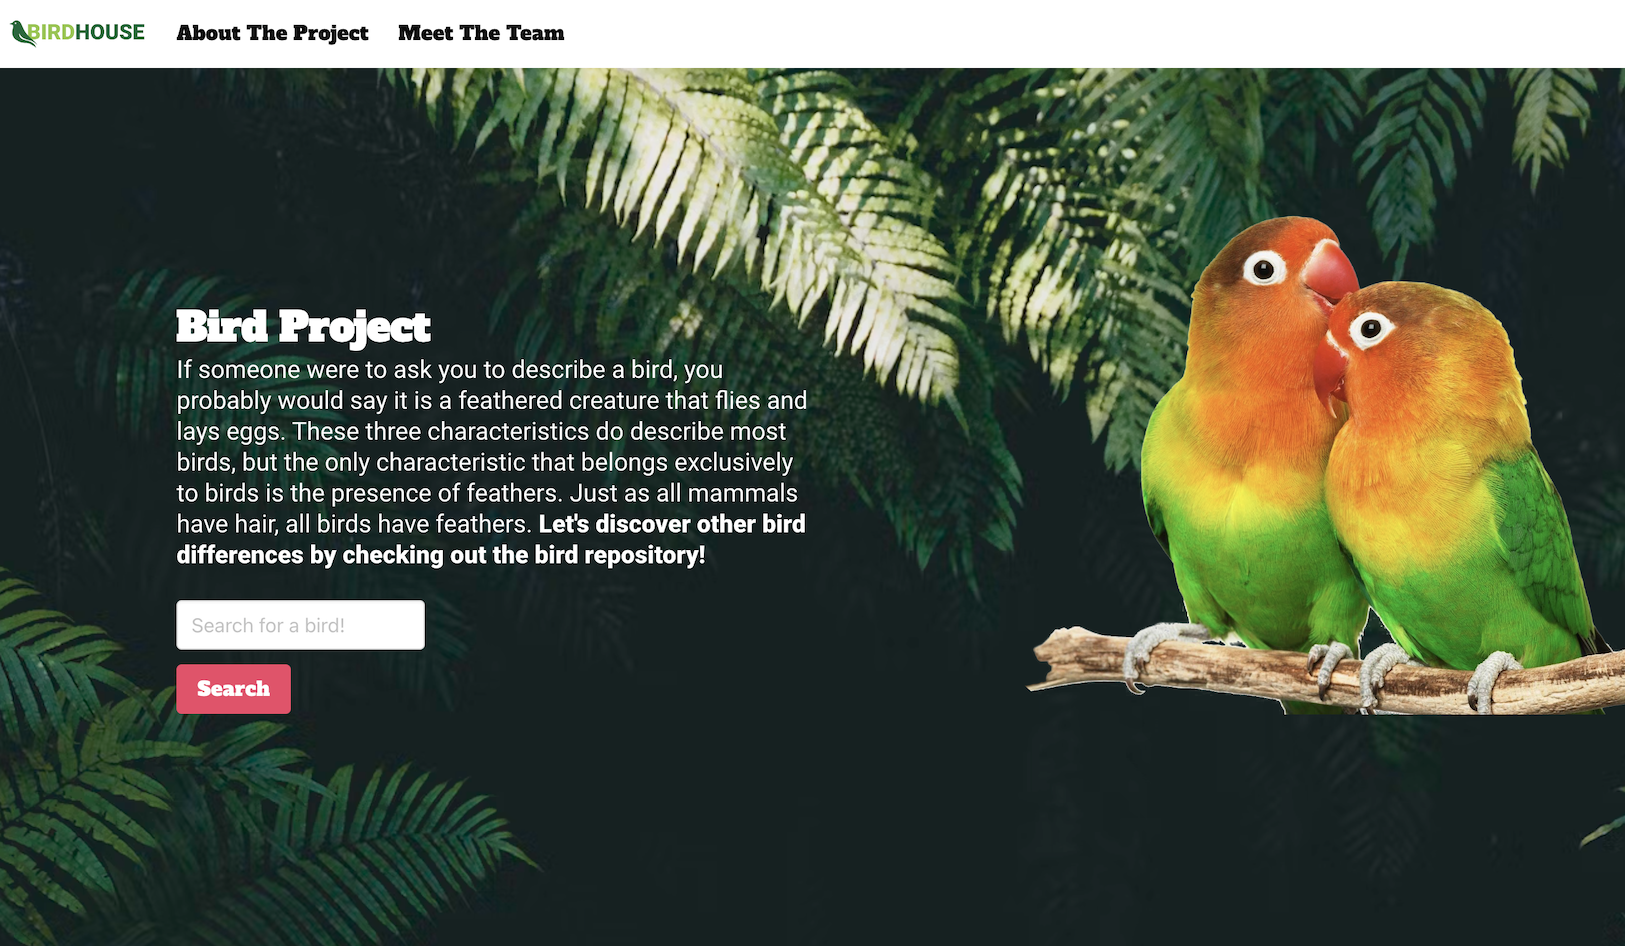 BIRDHOUSE About The Project Meet The Team
Bird Project
If someone were to ask you to describe a bird, you
probably would say it is a feathered creature that flies and
lays eggs. These three characteristics do describe most
birds, but the only characteristic that belongs exclusively
to birds is the presence of feathers. Just as all mammals
have hair, all birds have feathers. Let's discover other bird
differences by checking out the bird repository!
Search for a bird!
Search